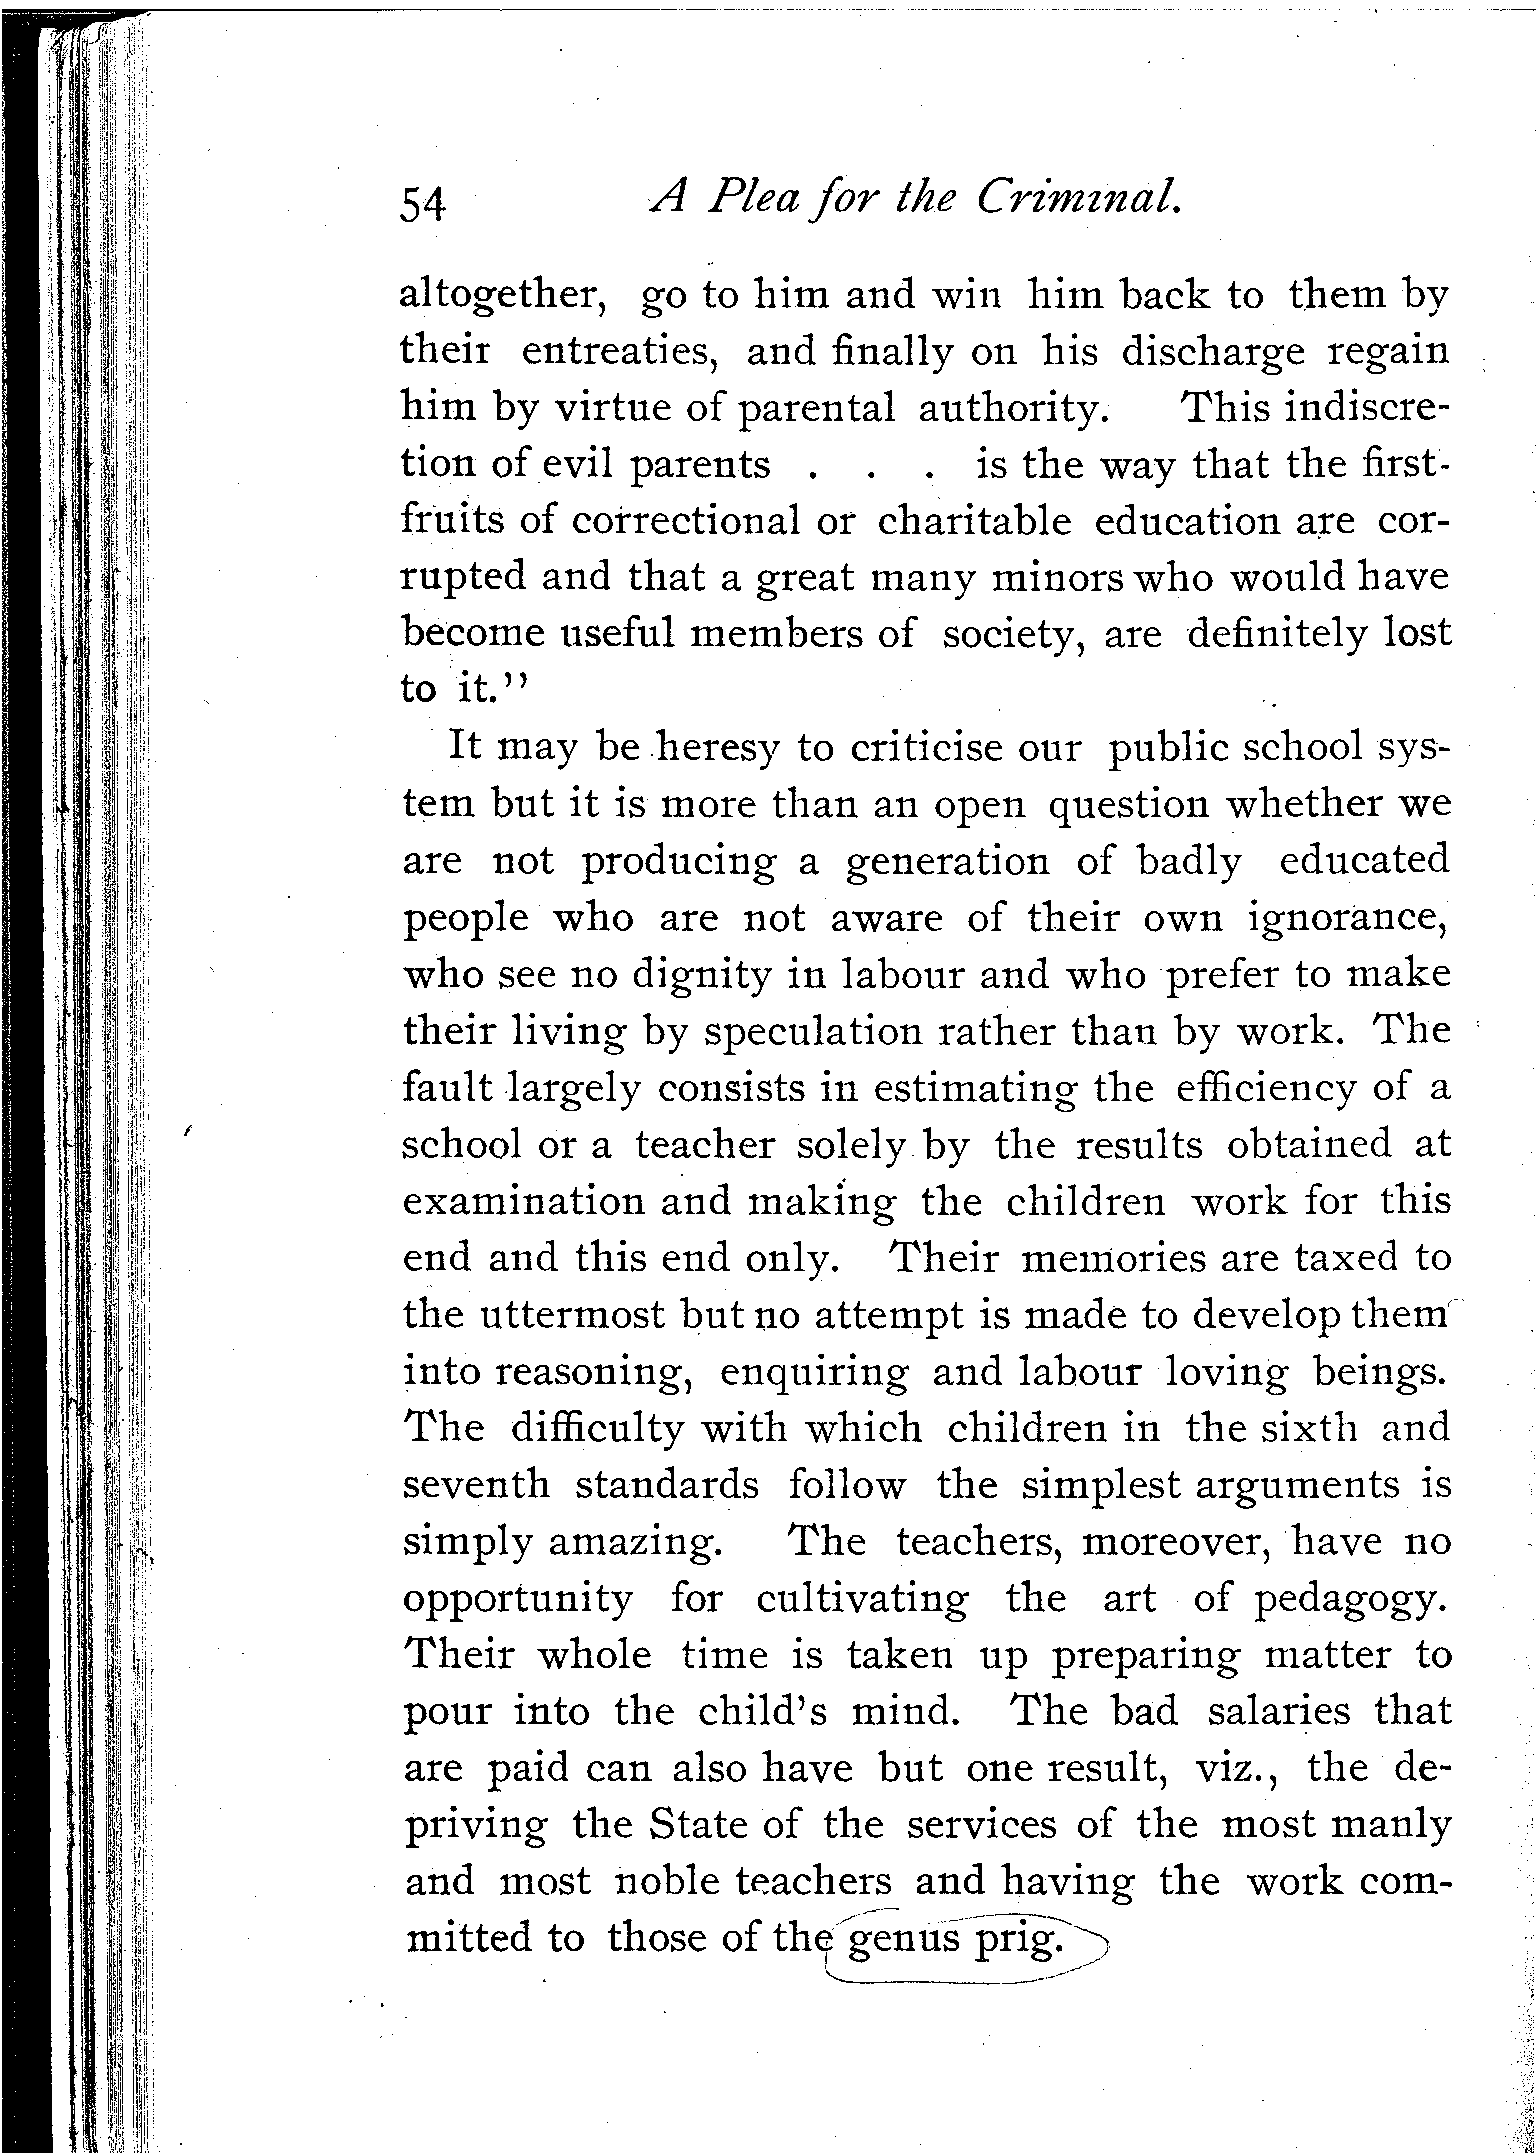 54 A Plea for the Criminal.
altogether, go to him and win him back to them by
their entreaties, and finally on his discharge regain
him by virtue of parental authority. This indiscre-
tion of evil parents . . . is the way that the first-
fruits of correctional or charitable education are cor-
rupted and that a great many minors who would have
become useful members of society, are definitely lost
to it."
It may be heresy to criticise our public school sys-
tem but it is more than an open question whether we
are not producing a generation of badly educated
people who are not aware of their own ignorance,
who see no dignity in labour and who prefer to make
their living by speculation rather than by work. The
fault largely consists in estimating the efficiency of a
school or a teacher solely by the results obtained at
examination and making the children work for this
end and this end only. Their memories are taxed to
the uttermost but no attempt is made to develop them
into reasoning, enquiring and labour loving beings.
The difficulty with which children in the sixth and
seventh standards follow the simplest arguments is
simply amazing. The teachers, moreover, have no
opportunity for cultivating the art of pedagogy.
Their whole time is taken up preparing matter to
pour into the child's mind. The bad salaries that
are paid can also have but one result, viz., the de-
priving the State of the services of the most manly
and most noble teachers and having the work com-
mitted to those of the genus prig.